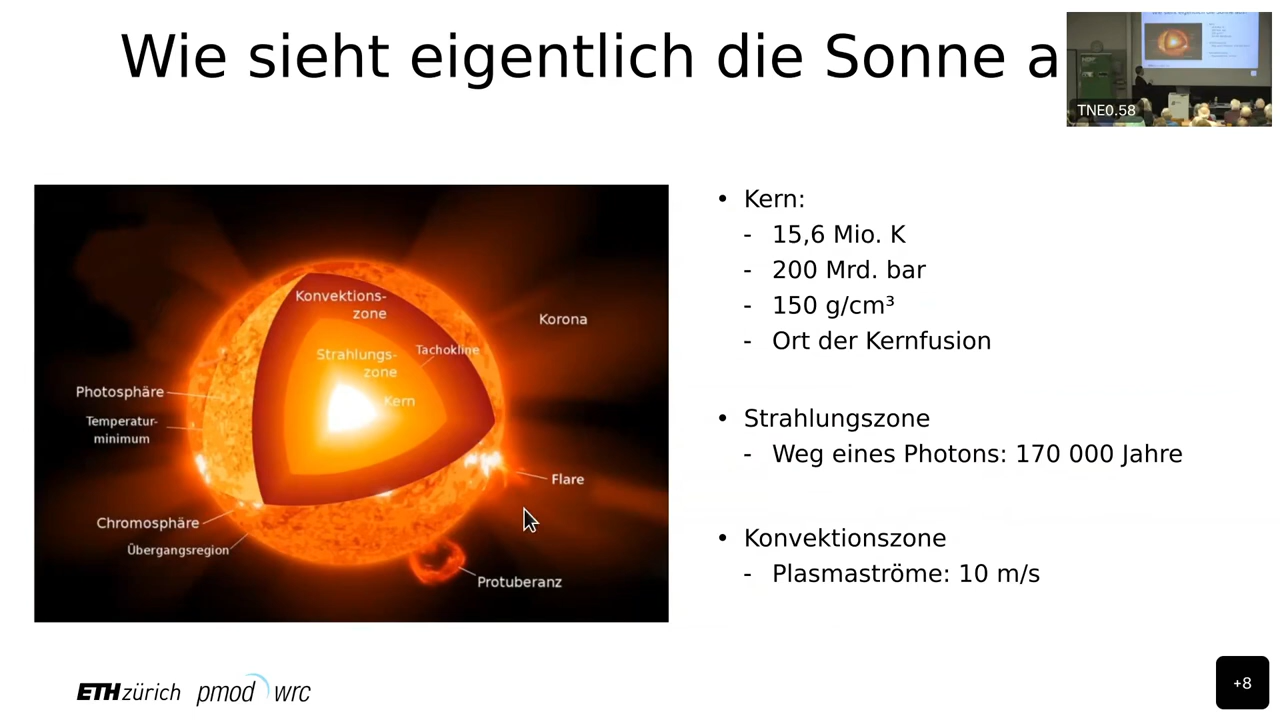 Wie sieht eigentlich die Sonne a
TNE0.58
Konvektions-
zone
Korona
Strahlungs-
zone
Tachokline
Kern
Photosphäre
Temperatur-
minimum
Flare
Chromosphäre
Übergangsregion
Protuberanz
• Kern:
- 15,6 Mio. K
- 200 Mrd. bar
- 150 g/cm³
- Ort der Kernfusion
• Strahlungszone
- Weg eines Photons: 170 000 Jahre
• Konvektionszone
- Plasmaströme: 10 m/s
ETH zürich pmod wrc
+8